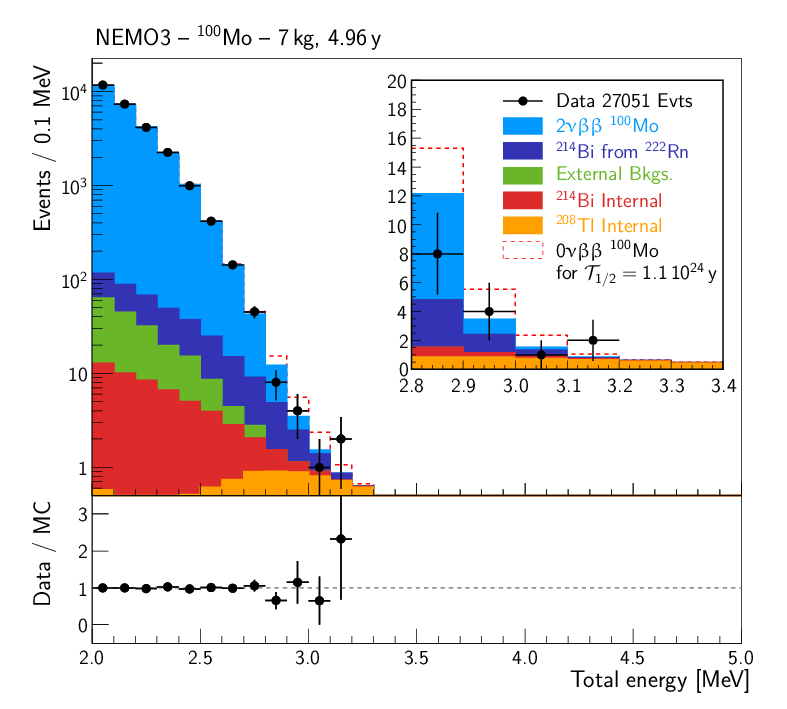 NEMO3 – ¹⁰⁰Mo – 7 kg, 4.96 y
Events / 0.1 MeV
10⁴
10³
10²
10
1
20
18
16
14
12
10
8
6
4
2
0
2.8 2.9 3.0 3.1 3.2 3.3 3.4
Data 27051 Evts
2νββ ¹⁰⁰Mo
²¹⁴Bi from ²²²Rn
External Bkgs.
²¹⁴Bi Internal
²⁰⁸Tl Internal
0νββ ¹⁰⁰Mo
for 𝒯₁/₂ = 1.1 10²⁴ y
Data / MC
3
2
1
0
2.0 2.5 3.0 3.5 4.0 4.5 5.0
Total energy [MeV]